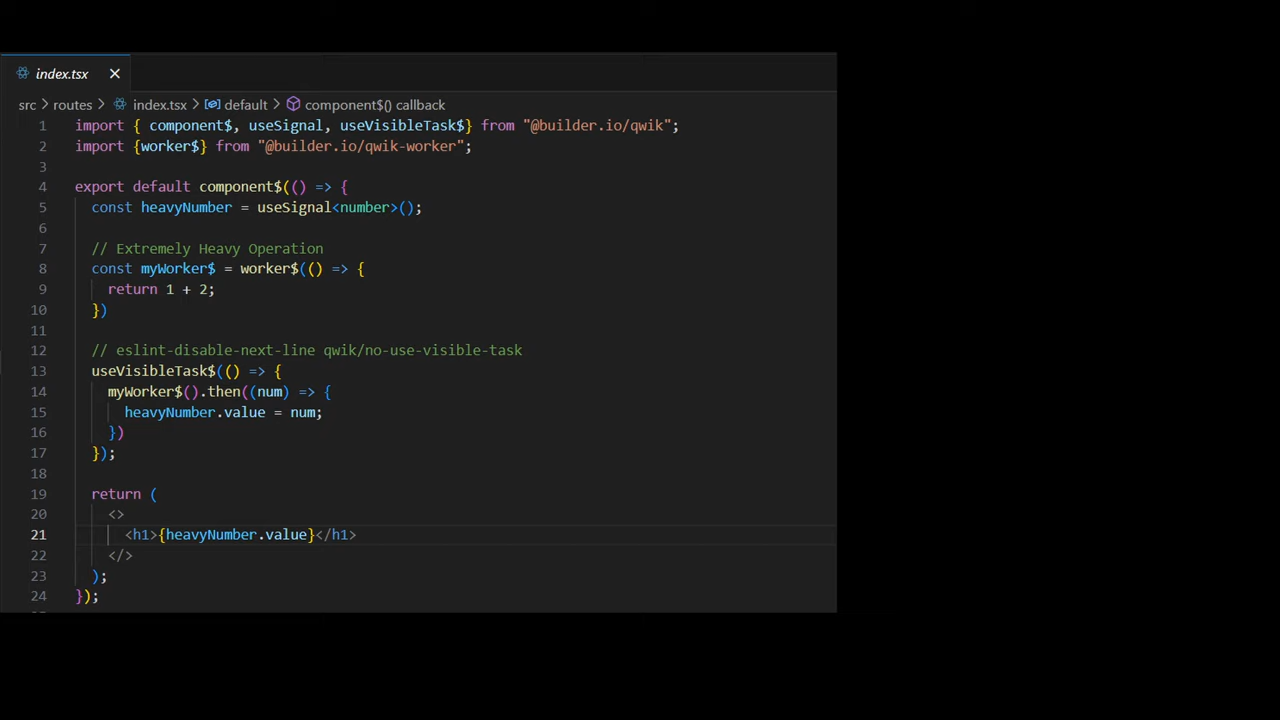 index.tsx
src > routes > index.tsx > default > component$() callback
1 import { component$, useSignal, useVisibleTask$} from "@builder.io/qwik";
2 import {worker$} from "@builder.io/qwik-worker";
3
4 export default component$(() => {
5 const heavyNumber = useSignal<number>();
6
7 // Extremely Heavy Operation
8 const myWorker$ = worker$(() => {
9 return 1 + 2;
10 })
11
12 // eslint-disable-next-line qwik/no-use-visible-task
13 useVisibleTask$(() => {
14 myWorker$().then((num) => {
15 heavyNumber.value = num;
16 })
17 });
18
19 return (
20 <>
21 <h1>{heavyNumber.value}</h1>
22 </>
23 );
24 });